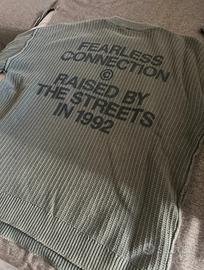 FEARLESS
CONNECTION
©
RAISED BY
THE STREETS
IN 1992